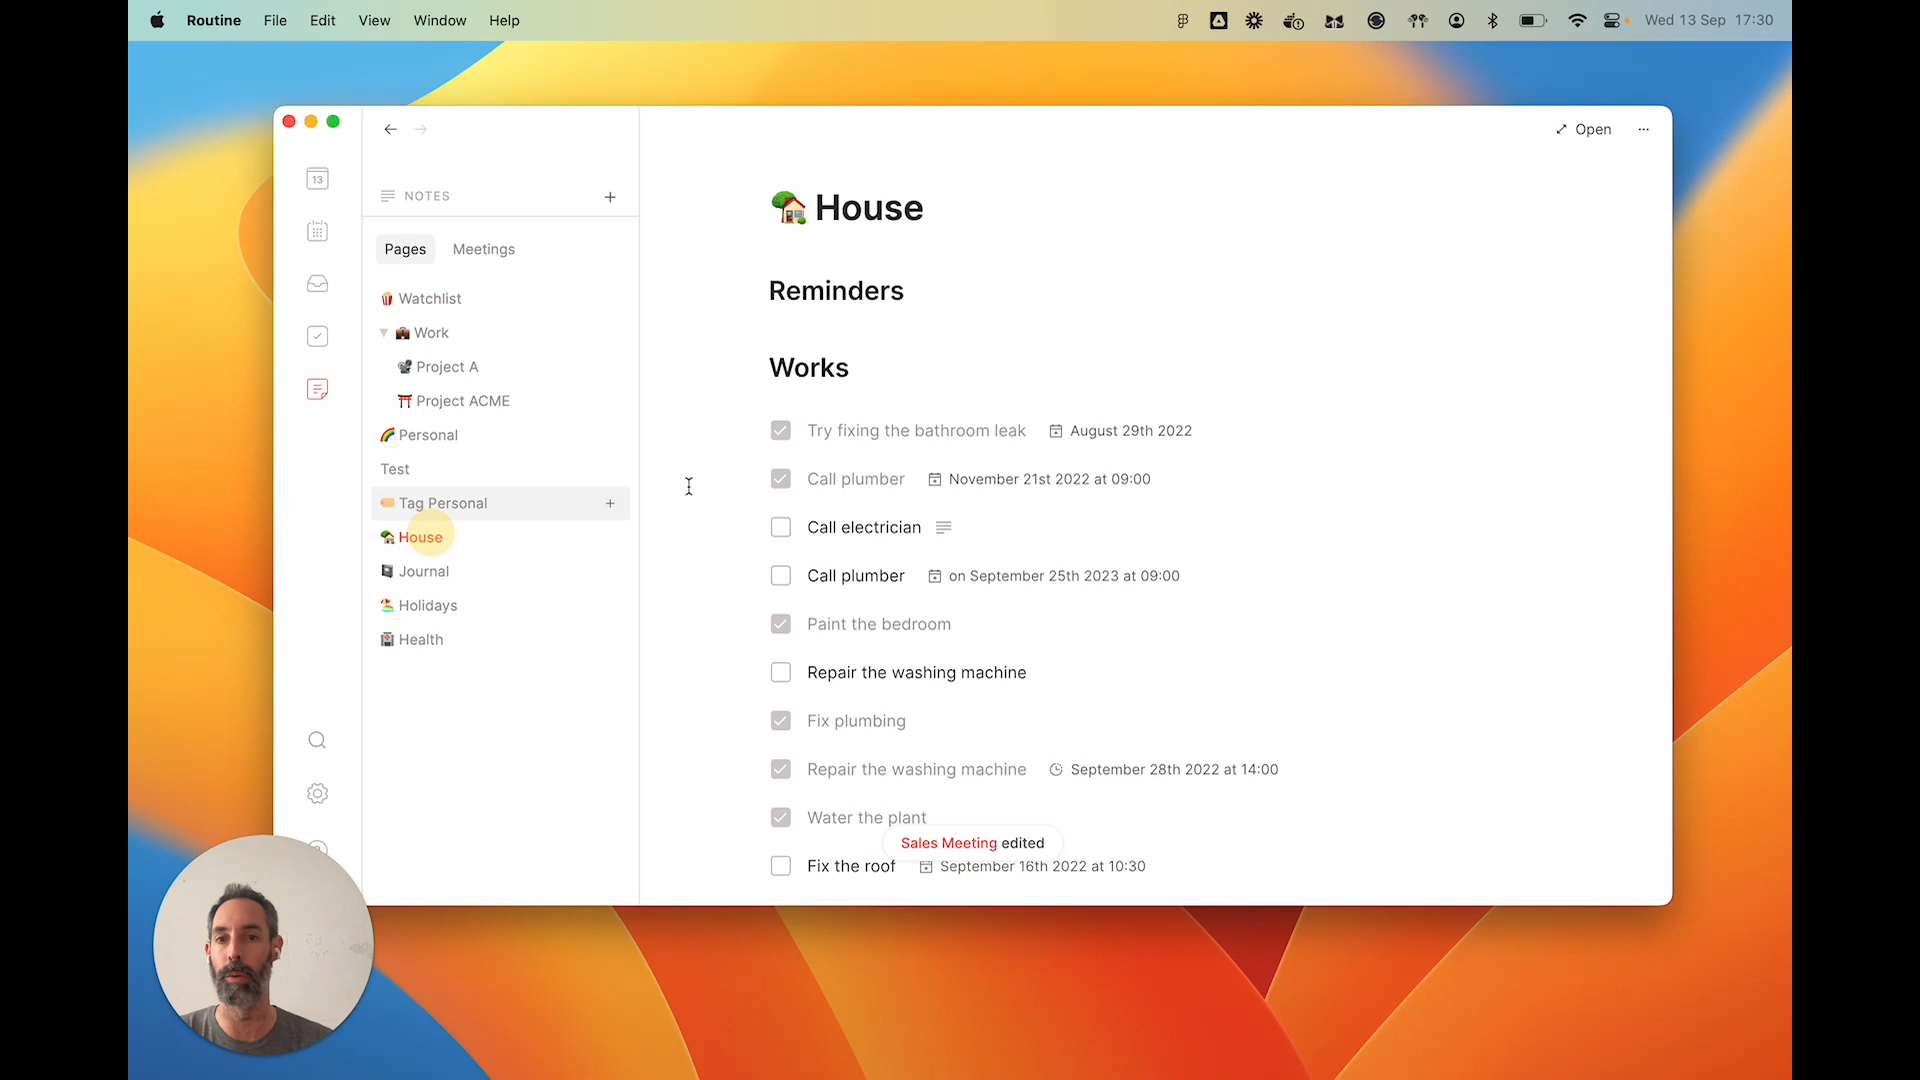 Routine File Edit View Window Help Wed 13 Sep 17:30
Open
13
NOTES
Pages Meetings
Watchlist
Work
Project A
Project ACME
Personal
Test
Tag Personal
House
Journal
Holidays
Health
House
Reminders
Works
Try fixing the bathroom leak August 29th 2022
Call plumber November 21st 2022 at 09:00
Call electrician
Call plumber on September 25th 2023 at 09:00
Paint the bedroom
Repair the washing machine
Fix plumbing
Repair the washing machine September 28th 2022 at 14:00
Water the plant
Sales Meeting edited
Fix the roof September 16th 2022 at 10:30